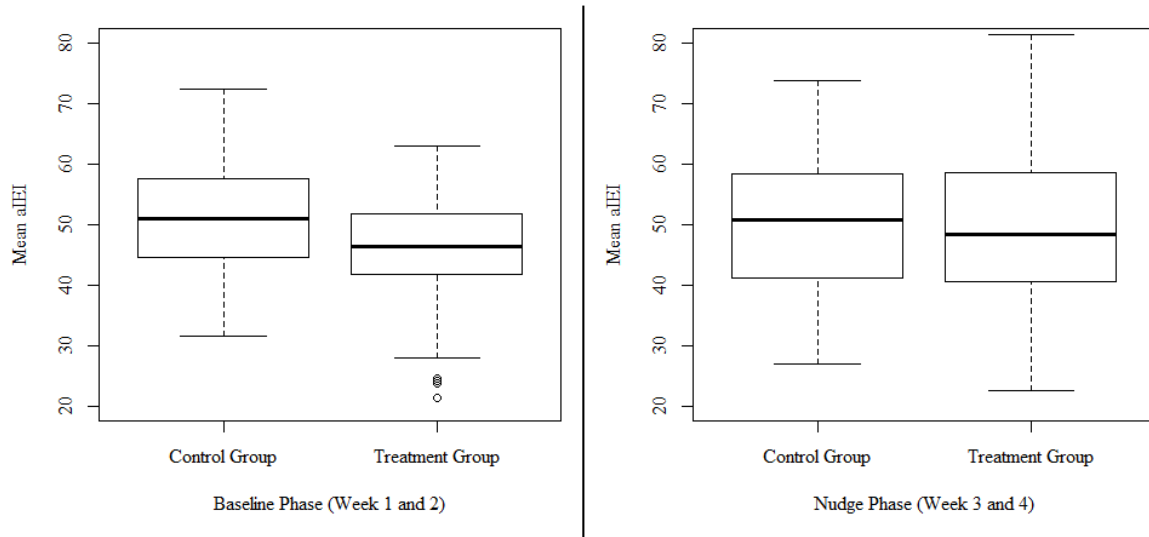 Mean aIEI
80
70
60
50
40
30
20
Control Group
Treatment Group
Baseline Phase (Week 1 and 2)
Mean aIEI
80
70
60
50
40
30
20
Control Group
Treatment Group
Nudge Phase (Week 3 and 4)